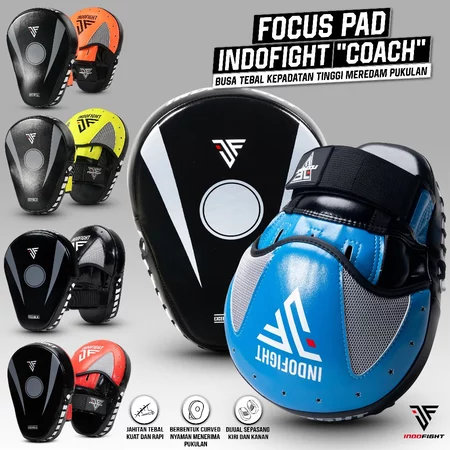 FOCUS PAD
INDOFIGHT "COACH"
BUSA TEBAL KEPADATAN TINGGI MEREDAM PUKULAN
INDOFIGHT
INDOFIGHT
JAHITAN TEBAL
KUAT DAN RAPI
BERBENTUK CURVED
NYAMAN MENERIMA
PUKULAN
DIJUAL SEPASANG
KIRI DAN KANAN
INDOFIGHT